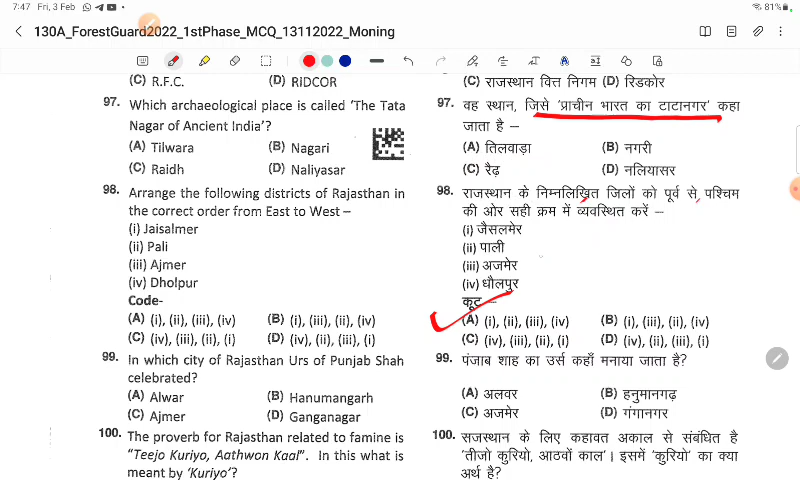 7:47 Fri, 3 Feb
81%
130A_ForestGuard2022_1stPhase_MCQ_13112022_Moning
(C) R.F.C. (D) RIDCOR
97. Which archaeological place is called 'The Tata
Nagar of Ancient India'?
(A) Tilwara (B) Nagari
(C) Raidh (D) Naliyasar
98. Arrange the following districts of Rajasthan in
the correct order from East to West –
(i) Jaisalmer
(ii) Pali
(iii) Ajmer
(iv) Dholpur
Code-
(A) (i), (ii), (iii), (iv) (B) (i), (iii), (ii), (iv)
(C) (iv), (iii), (ii), (i) (D) (iv), (ii), (iii), (i)
99. In which city of Rajasthan Urs of Punjab Shah
celebrated?
(A) Alwar (B) Hanumangarh
(C) Ajmer (D) Ganganagar
100. The proverb for Rajasthan related to famine is
"Teejo Kuriyo, Aathwon Kaal". In this what is
meant by 'Kuriyo'?
(C) राजस्थान वित्त निगम (D) रिडकोर
97. वह स्थान, जिसे 'प्राचीन भारत का टाटानगर' कहा
जाता है –
(A) तिलवाड़ा (B) नगरी
(C) रैढ़ (D) नलियासर
98. राजस्थान के निम्नलिखित जिलों को पूर्व से पश्चिम
की ओर सही क्रम में व्यवस्थित करें –
(i) जैसलमेर
(ii) पाली
(iii) अजमेर
(iv) धौलपुर
कूट –
(A) (i), (ii), (iii), (iv) (B) (i), (iii), (ii), (iv)
(C) (iv), (iii), (ii), (i) (D) (iv), (ii), (iii), (i)
99. पंजाब शाह का उर्स कहाँ मनाया जाता है?
(A) अलवर (B) हनुमानगढ़
(C) अजमेर (D) गंगानगर
100. राजस्थान के लिए कहावत अकाल से संबंधित है
'तीजो कुरियो, आठवों काल'। इसमें 'कुरियो' का क्या
अर्थ है?